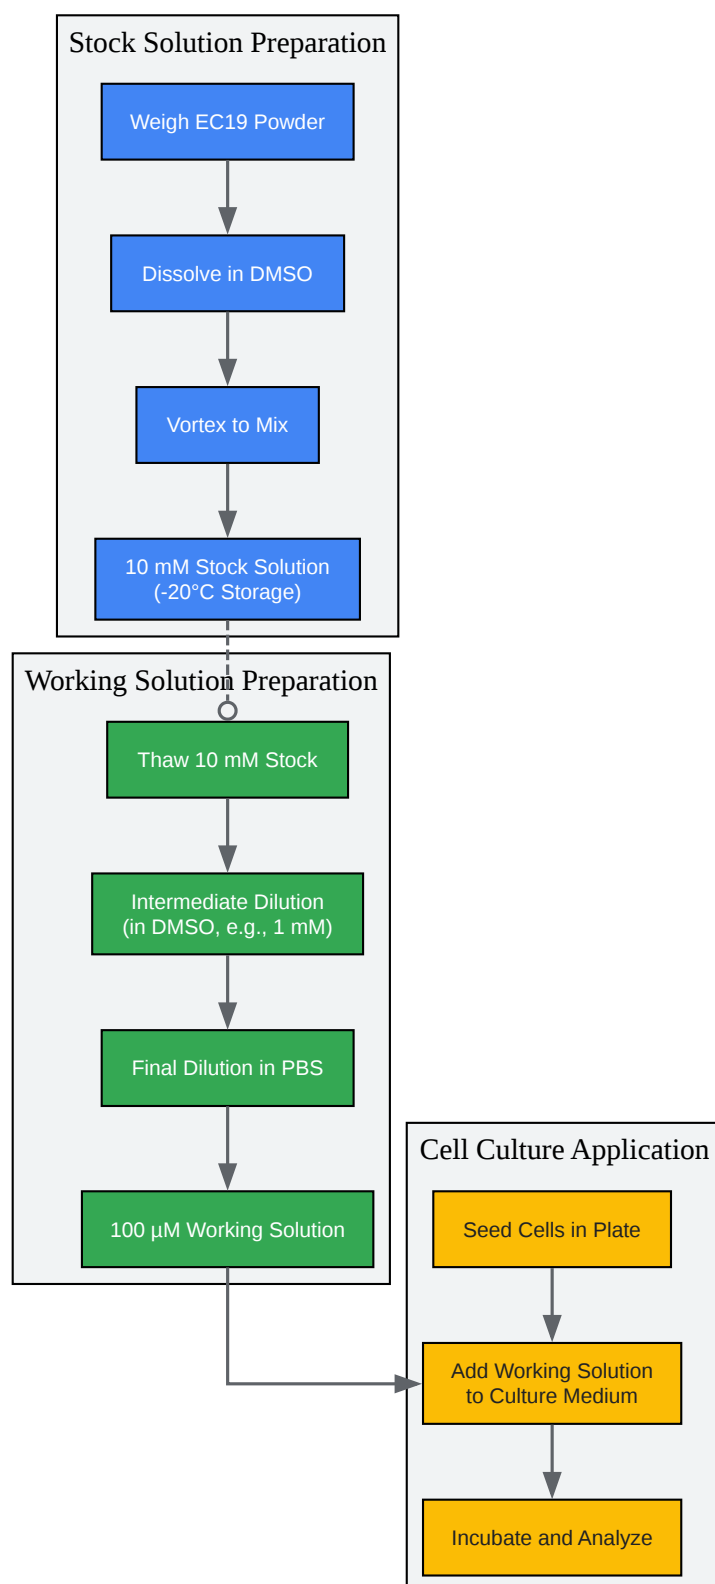 Stock Solution Preparation
Weigh EC19 Powder
Dissolve in DMSO
Vortex to Mix
10 mM Stock Solution
(-20°C Storage)
Working Solution Preparation
Thaw 10 mM Stock
Intermediate Dilution
(in DMSO, e.g., 1 mM)
Final Dilution in PBS
100 µM Working Solution
Cell Culture Application
Seed Cells in Plate
Add Working Solution
to Culture Medium
Incubate and Analyze